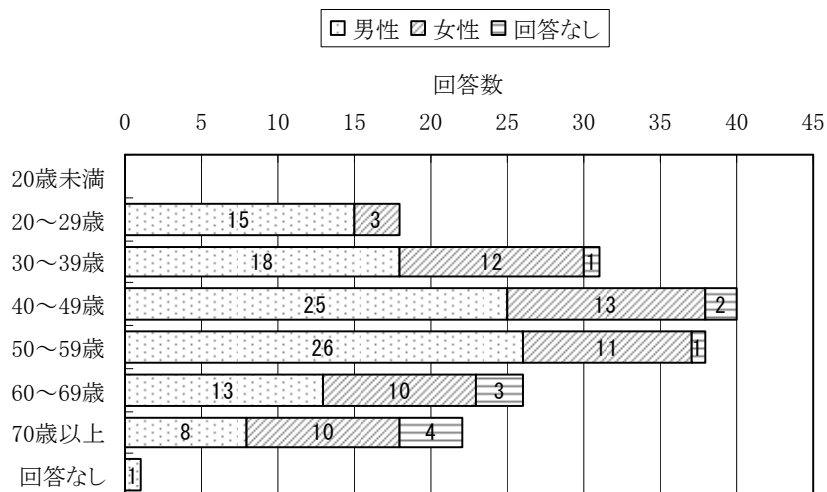 男性 女性 回答なし
回答数
0 5 10 15 20 25 30 35 40 45
20歳未満
20～29歳 15 3
30～39歳 18 12 1
40～49歳 25 13 2
50～59歳 26 11 1
60～69歳 13 10 3
70歳以上 8 10 4
回答なし 1